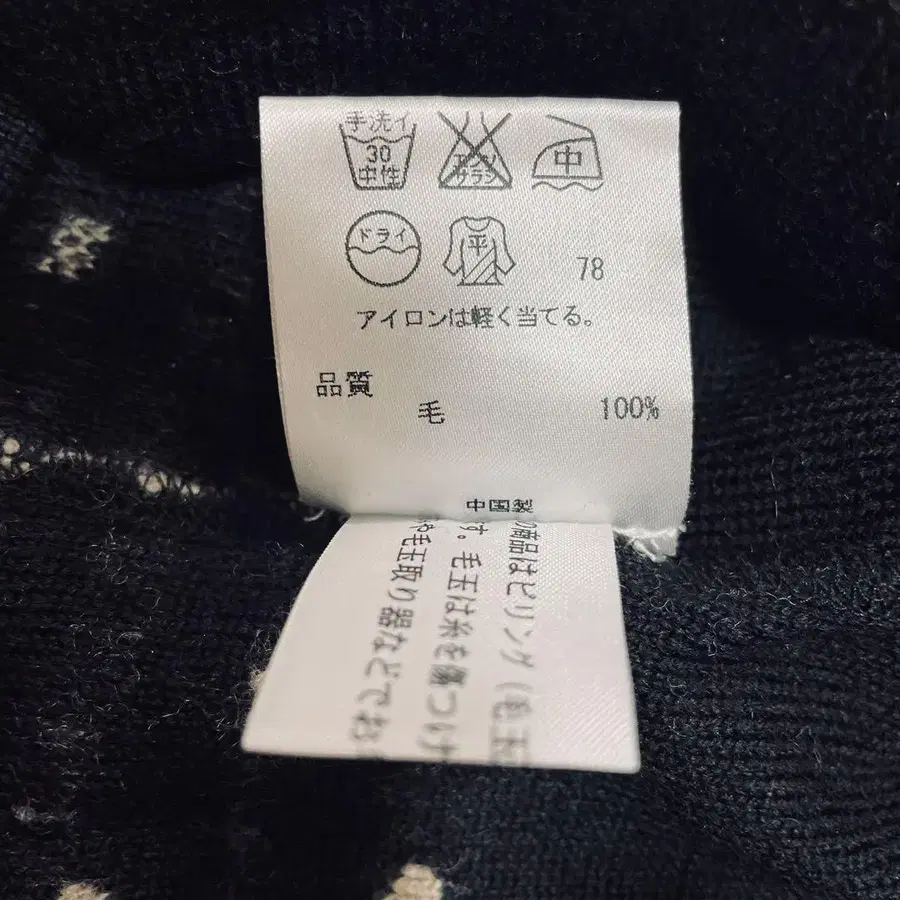 手洗イ
30
中性
エンソ
サラシ
中
ドライ
平
78
アイロンは軽く当てる。
品質
毛 100%
中国製
の商品はピリング(毛玉
す。毛玉は糸を傷つけ
や毛玉取り器などでお